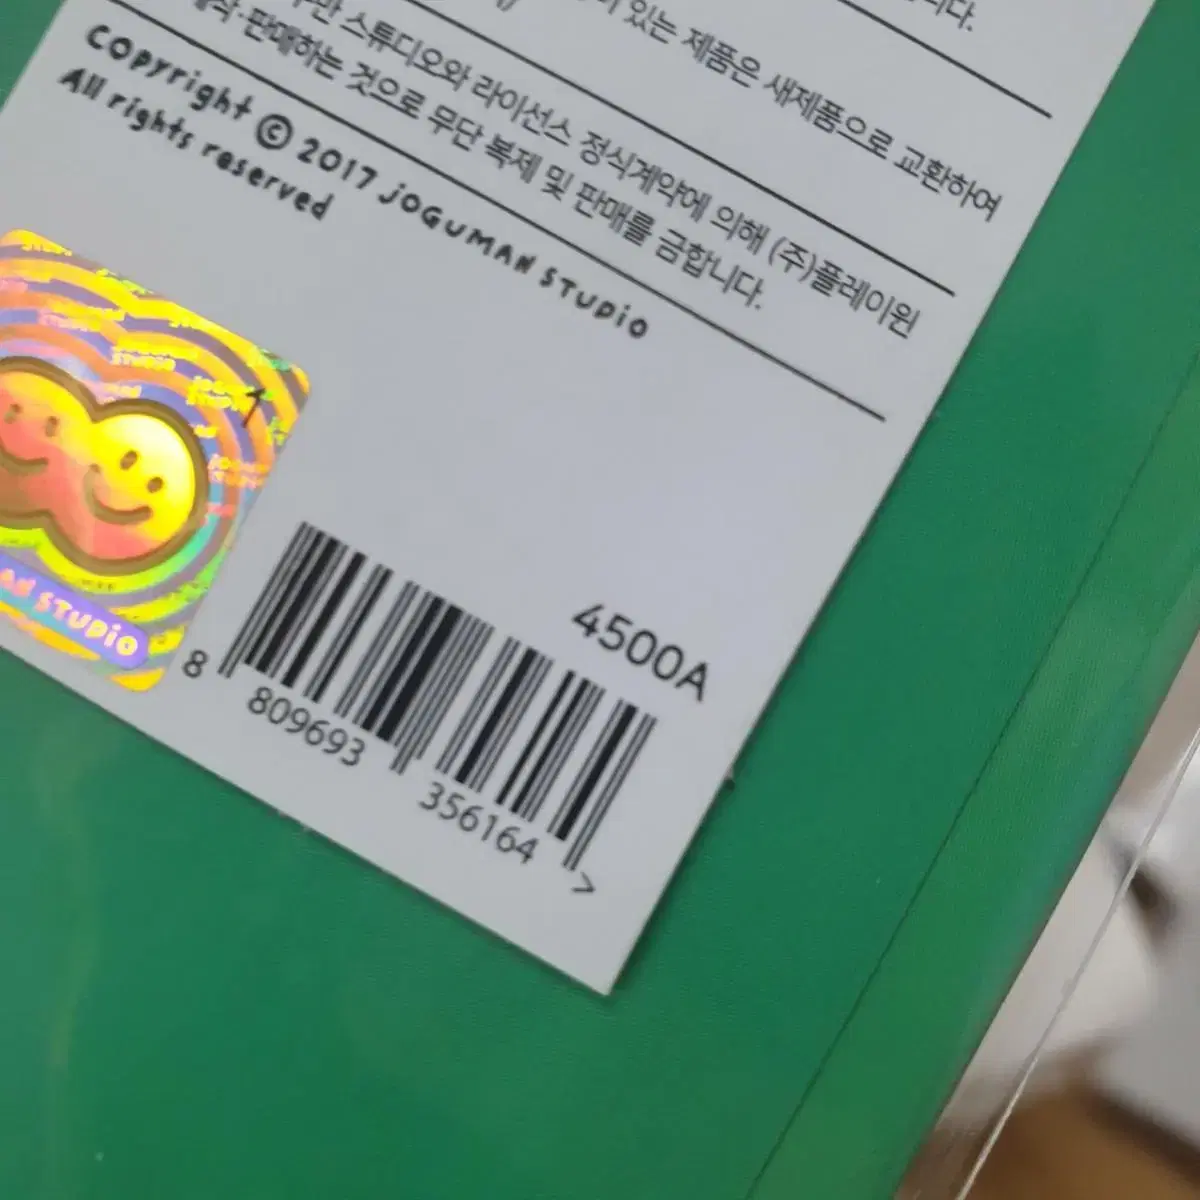 있는 제품은 새제품으로 교환하여
스튜디오와 라이선스 정식계약에 의해 (주)플레이윈
판매하는 것으로 무단 복제 및 판매를 금합니다.
Copyright © 2017 JOGUMAN STUDIO
All rights reserved
STUDIO
4500A
8 809693 356164 >